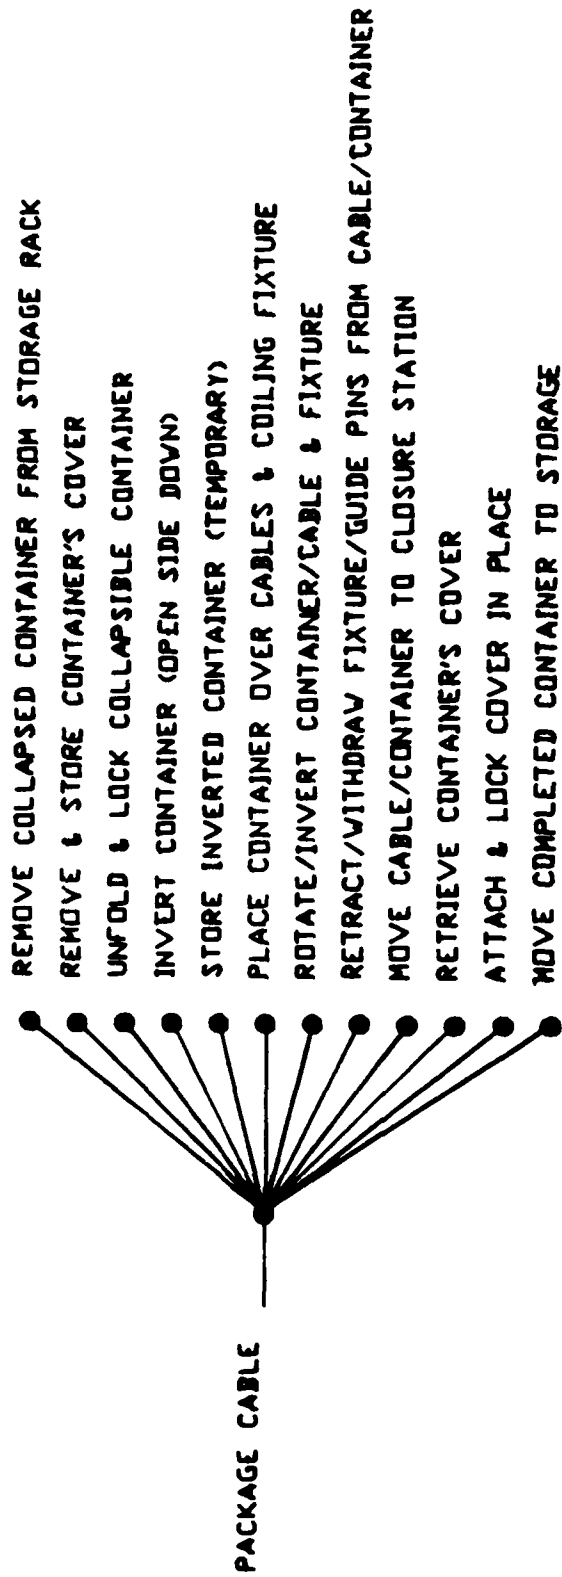 PACKAGE CABLE
REMOVE COLLAPSED CONTAINER FROM STORAGE RACK
REMOVE & STORE CONTAINER'S COVER
UNFOLD & LOCK COLLAPSIBLE CONTAINER
INVERT CONTAINER (OPEN SIDE DOWN)
STORE INVERTED CONTAINER (TEMPORARY)
PLACE CONTAINER OVER CABLES & COILING FIXTURE
ROTATE/INVERT CONTAINER/CABLE & FIXTURE
RETRACT/WITHDRAW FIXTURE/GUIDE PINS FROM CABLE/CONTAINER
MOVE CABLE/CONTAINER TO CLOSURE STATION
RETRIEVE CONTAINER'S COVER
ATTACH & LOCK COVER IN PLACE
MOVE COMPLETED CONTAINER TO STORAGE